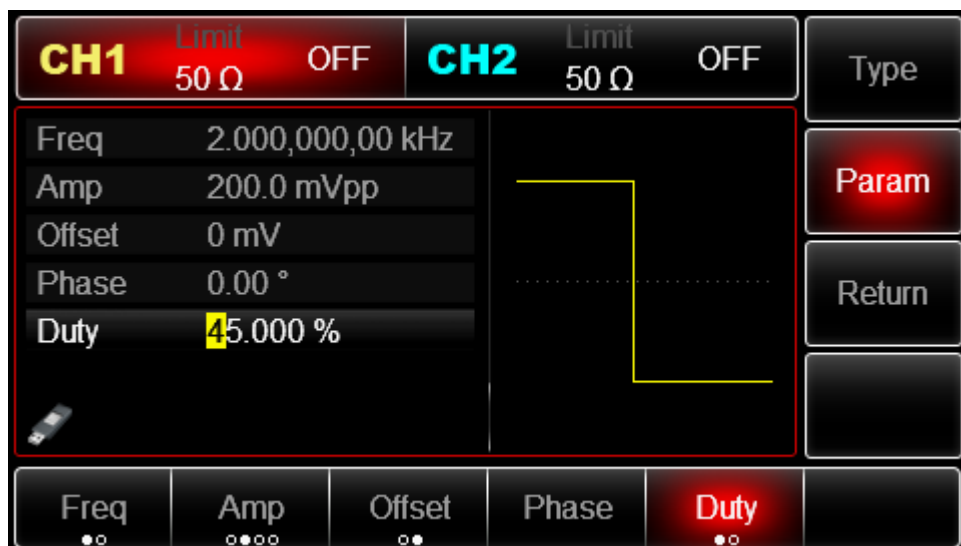 CH1 Limit 50 Ω OFF CH2 Limit 50 Ω OFF Type
Freq 2.000,000,00 kHz
Amp 200.0 mVpp Param
Offset 0 mV
Phase 0.00 ° Return
Duty 45.000 %
Freq Amp Offset Phase Duty